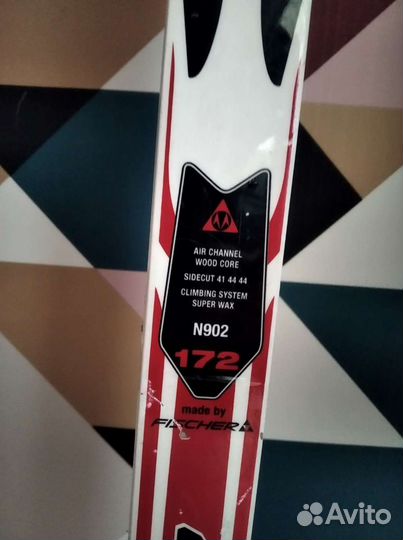 AIR CHANNEL
WOOD CORE
SIDECUT 41 44 44
CLIMBING SYSTEM
SUPER WAX
N902
172
made by
FISCHER
Avito